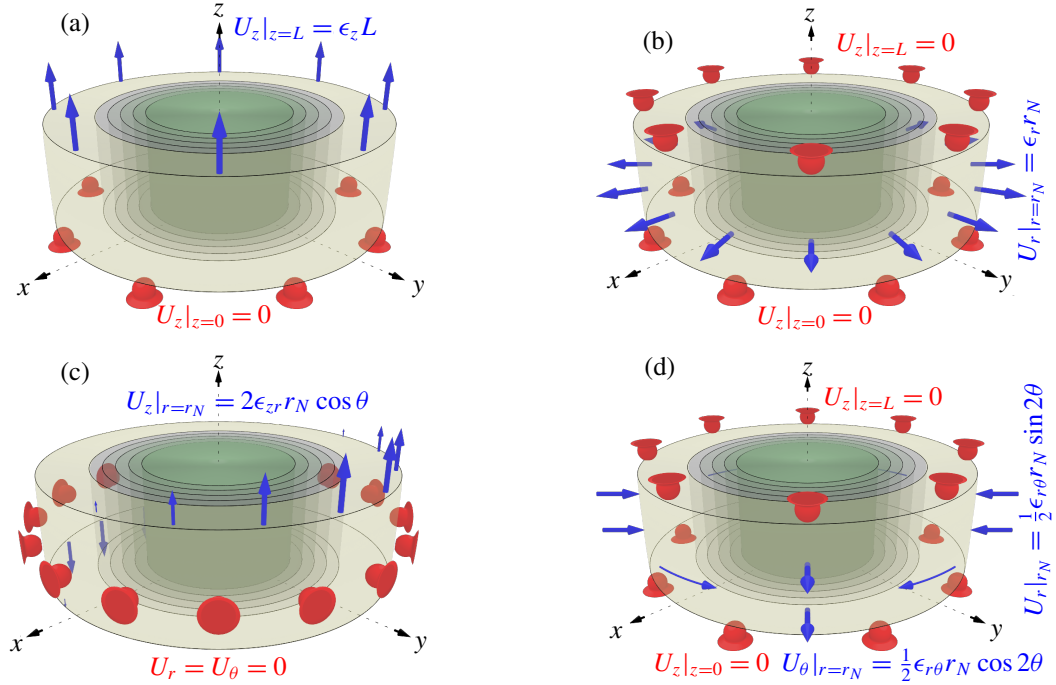 (a)
z
U_z|_{z=L} = ϵ_z L
x
y
U_z|_{z=0} = 0
(b)
z
U_z|_{z=L} = 0
U_r|_{r=r_N} = ϵ_r r_N
x
y
U_z|_{z=0} = 0
(c)
z
U_z|_{r=r_N} = 2ϵ_{zr} r_N cos θ
x
y
U_r = U_θ = 0
(d)
z
U_z|_{z=L} = 0
U_r|_{r_N} = \frac{1}{2} ϵ_{rθ} r_N sin 2θ
x
y
U_z|_{z=0} = 0
U_θ|_{r=r_N} = \frac{1}{2} ϵ_{rθ} r_N cos 2θ